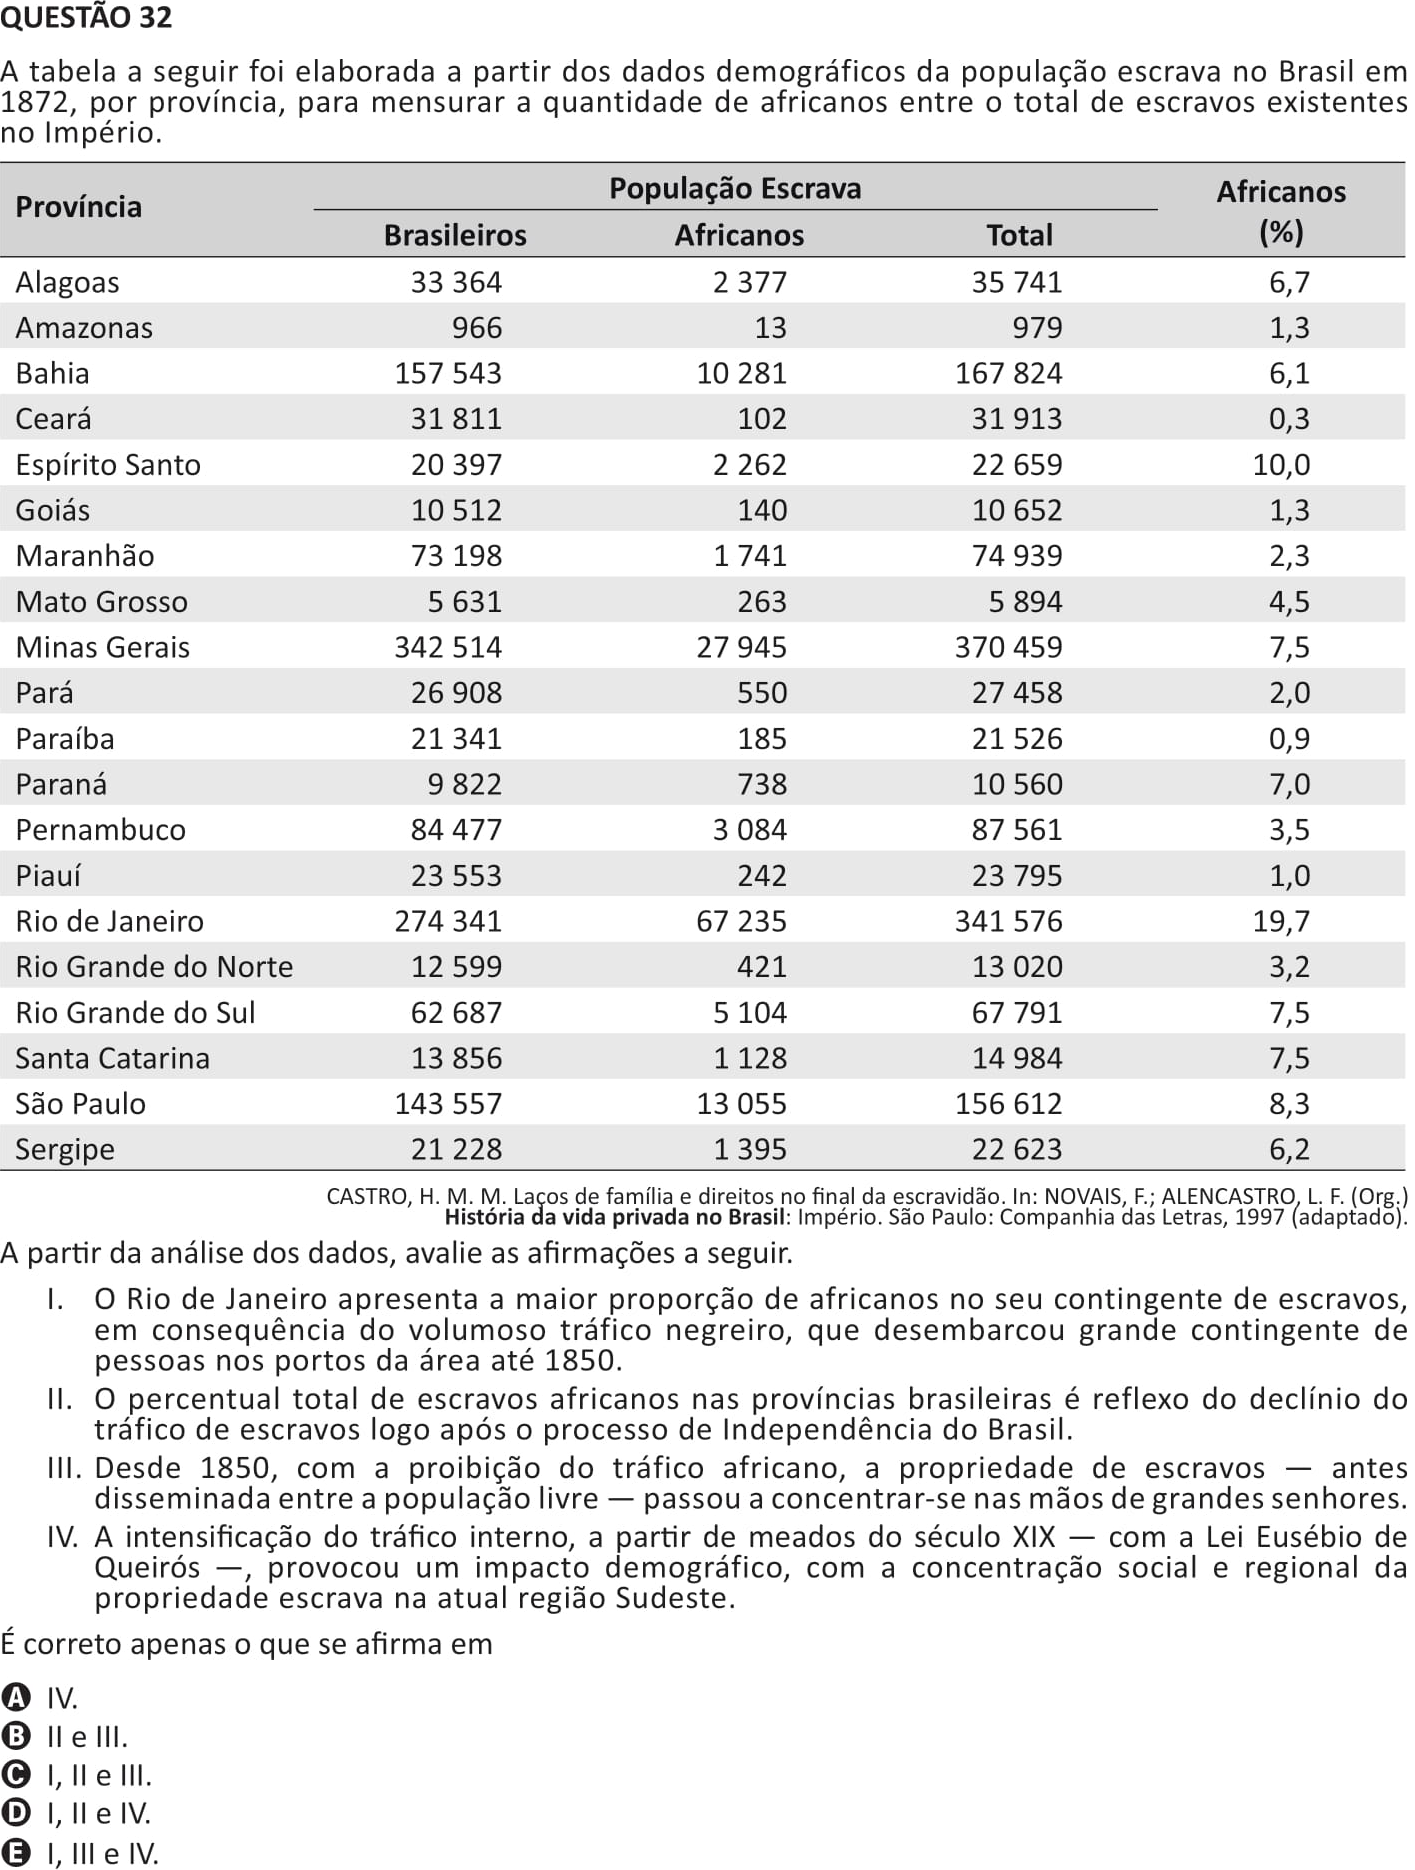 QUESTÃO 32
A tabela a seguir foi elaborada a partir dos dados demográficos da população escrava no Brasil em
1872, por província, para mensurar a quantidade de africanos entre o total de escravos existentes
no Império.
Província População Escrava Africanos (%)
Brasileiros Africanos Total
Alagoas 33 364 2 377 35 741 6,7
Amazonas 966 13 979 1,3
Bahia 157 543 10 281 167 824 6,1
Ceará 31 811 102 31 913 0,3
Espírito Santo 20 397 2 262 22 659 10,0
Goiás 10 512 140 10 652 1,3
Maranhão 73 198 1 741 74 939 2,3
Mato Grosso 5 631 263 5 894 4,5
Minas Gerais 342 514 27 945 370 459 7,5
Pará 26 908 550 27 458 2,0
Paraíba 21 341 185 21 526 0,9
Paraná 9 822 738 10 560 7,0
Pernambuco 84 477 3 084 87 561 3,5
Piauí 23 553 242 23 795 1,0
Rio de Janeiro 274 341 67 235 341 576 19,7
Rio Grande do Norte 12 599 421 13 020 3,2
Rio Grande do Sul 62 687 5 104 67 791 7,5
Santa Catarina 13 856 1 128 14 984 7,5
São Paulo 143 557 13 055 156 612 8,3
Sergipe 21 228 1 395 22 623 6,2
CASTRO, H. M. M. Laços de família e direitos no final da escravidão. In: NOVAIS, F.; ALENCASTRO, L. F. (Org.)
História da vida privada no Brasil: Império. São Paulo: Companhia das Letras, 1997 (adaptado).
A partir da análise dos dados, avalie as afirmações a seguir.
I. O Rio de Janeiro apresenta a maior proporção de africanos no seu contingente de escravos,
em consequência do volumoso tráfico negreiro, que desembarcou grande contingente de
pessoas nos portos da área até 1850.
II. O percentual total de escravos africanos nas províncias brasileiras é reflexo do declínio do
tráfico de escravos logo após o processo de Independência do Brasil.
III. Desde 1850, com a proibição do tráfico africano, a propriedade de escravos — antes
disseminada entre a população livre — passou a concentrar-se nas mãos de grandes senhores.
IV. A intensificação do tráfico interno, a partir de meados do século XIX — com a Lei Eusébio de
Queirós —, provocou um impacto demográfico, com a concentração social e regional da
propriedade escrava na atual região Sudeste.
É correto apenas o que se afirma em
A IV.
B II e III.
C I, II e III.
D I, II e IV.
E I, III e IV.